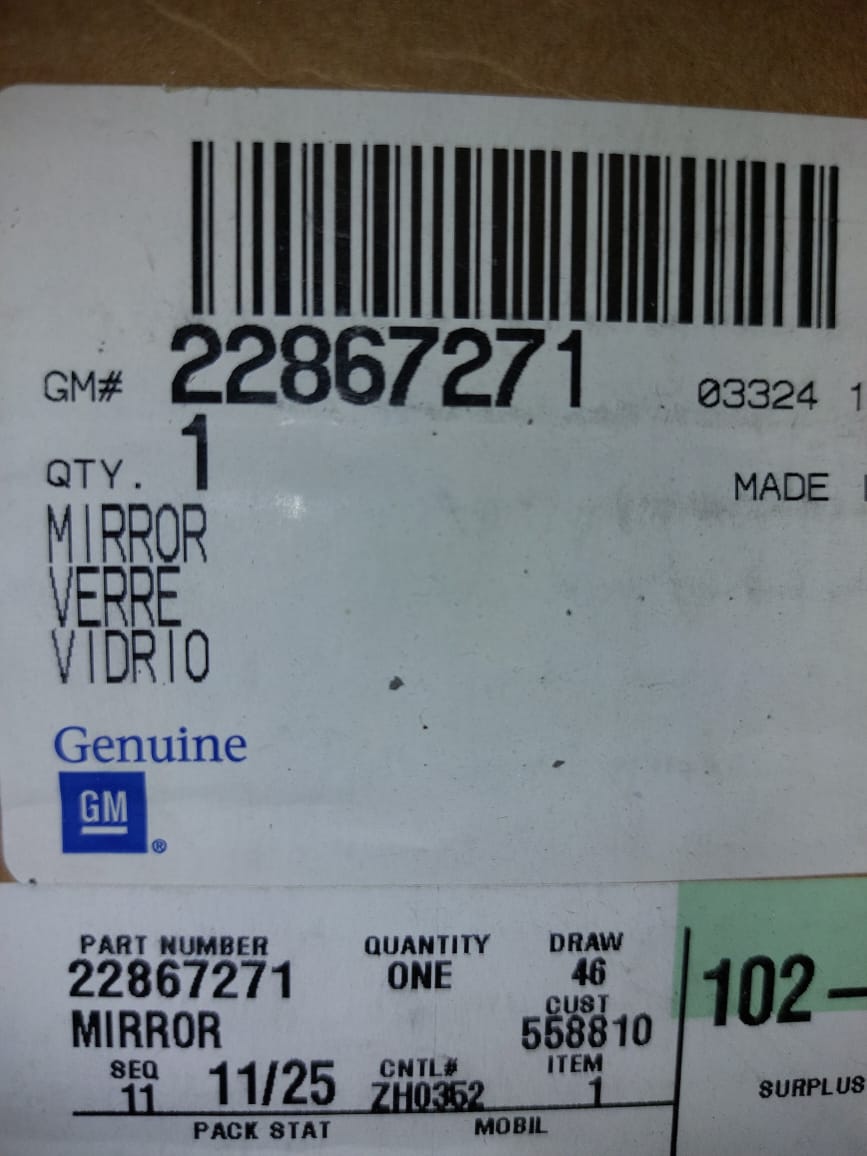 GM# 22867271 03324 1
QTY. 1 MADE
MIRROR
VERRE
VIDRIO
Genuine
GM ®
PART NUMBER QUANTITY DRAW
22867271 ONE 46
CUST
MIRROR 558810
102-
SEQ 11/25 CNTL# ITEM
11 ZH0352 1
SURPLUS
PACK STAT MOBIL